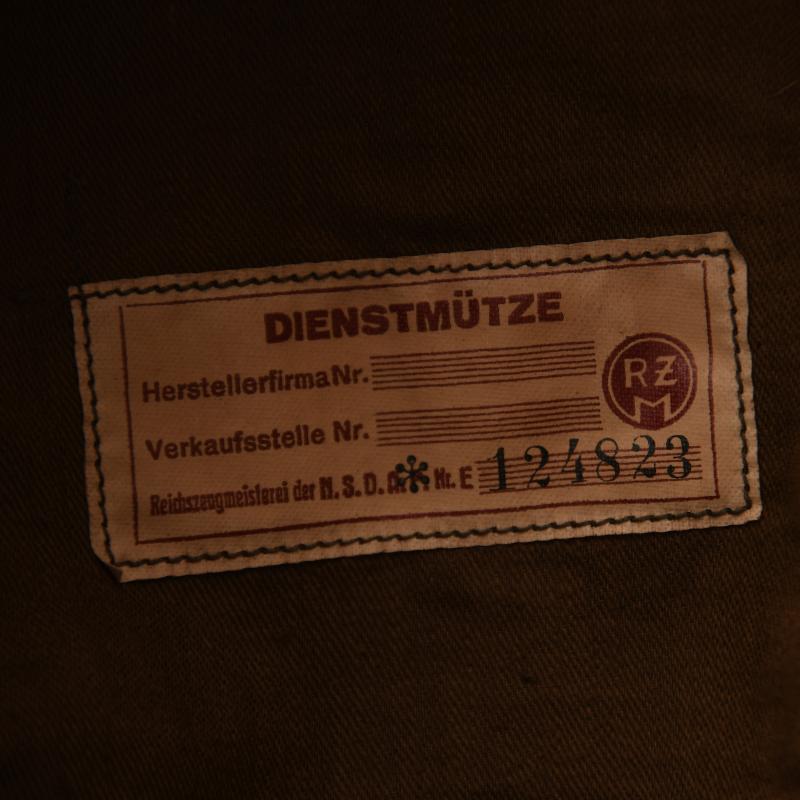 DIENSTMÜTZE
Herstellerfirma Nr.
RZM
Verkaufsstelle Nr.
Reichszeugmeisterei der N.S.D.A.*. Nr. E 124823